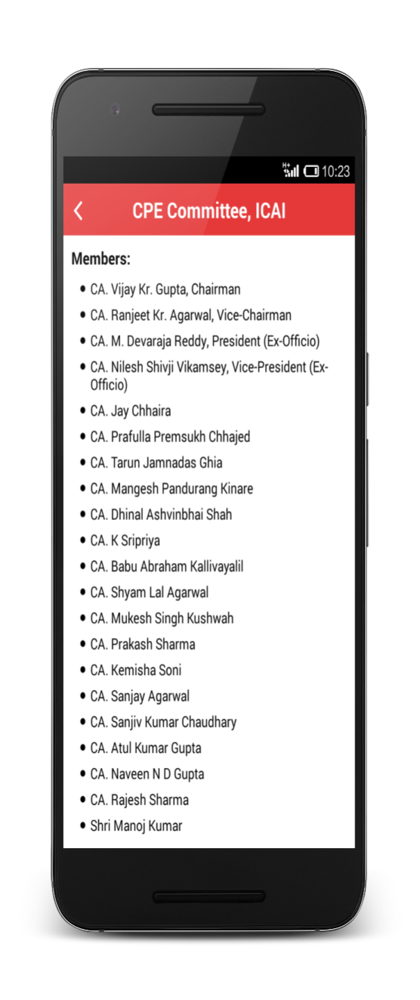 H+ 10:23
CPE Committee, ICAI
Members:
• CA. Vijay Kr. Gupta, Chairman
• CA. Ranjeet Kr. Agarwal, Vice-Chairman
• CA. M. Devaraja Reddy, President (Ex-Officio)
• CA. Nilesh Shivji Vikamsey, Vice-President (Ex-
Officio)
• CA. Jay Chhaira
• CA. Prafulla Premsukh Chhajed
• CA. Tarun Jamnadas Ghia
• CA. Mangesh Pandurang Kinare
• CA. Dhinal Ashvinbhai Shah
• CA. K Sripriya
• CA. Babu Abraham Kallivayalil
• CA. Shyam Lal Agarwal
• CA. Mukesh Singh Kushwah
• CA. Prakash Sharma
• CA. Kemisha Soni
• CA. Sanjay Agarwal
• CA. Sanjiv Kumar Chaudhary
• CA. Atul Kumar Gupta
• CA. Naveen N D Gupta
• CA. Rajesh Sharma
• Shri Manoj Kumar